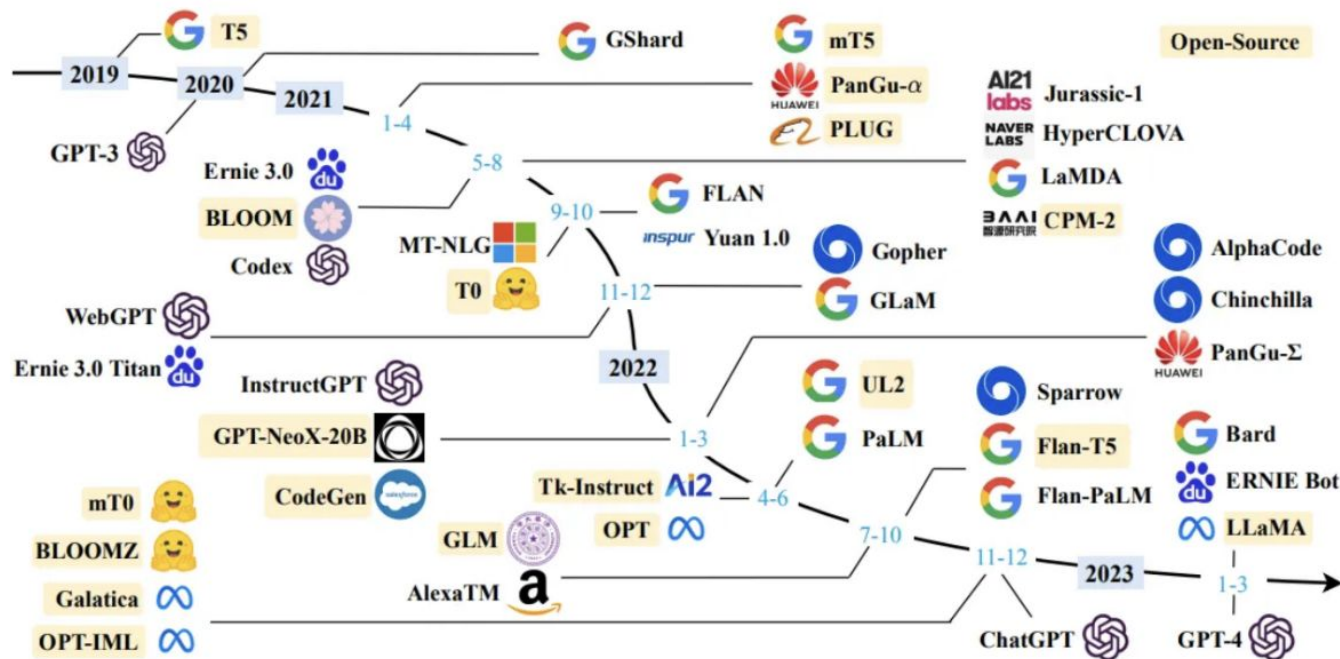 T5
GShard
mT5
Open-Source
2019
2020
2021
1-4
HUAWEI
PanGu-α
PLUG
AI21
labs
Jurassic-1
NAVER
LABS
HyperCLOVA
GPT-3
Ernie 3.0
du
5-8
LaMDA
BLOOM
9-10
FLAN
BAAI
智源研究院
CPM-2
Codex
MT-NLG
inspur
Yuan 1.0
Gopher
AlphaCode
T0
11-12
GLaM
Chinchilla
WebGPT
Ernie 3.0 Titan
du
2022
HUAWEI
PanGu-Σ
InstructGPT
UL2
Sparrow
GPT-NeoX-20B
1-3
PaLM
Flan-T5
Bard
CodeGen
salesforce
Tk-Instruct
Ai2
4-6
Flan-PaLM
du
ERNIE Bot
mT0
OPT
LLaMA
BLOOMZ
GLM
7-10
11-12
2023
1-3
Galatica
AlexaTM
a
OPT-IML
ChatGPT
GPT-4